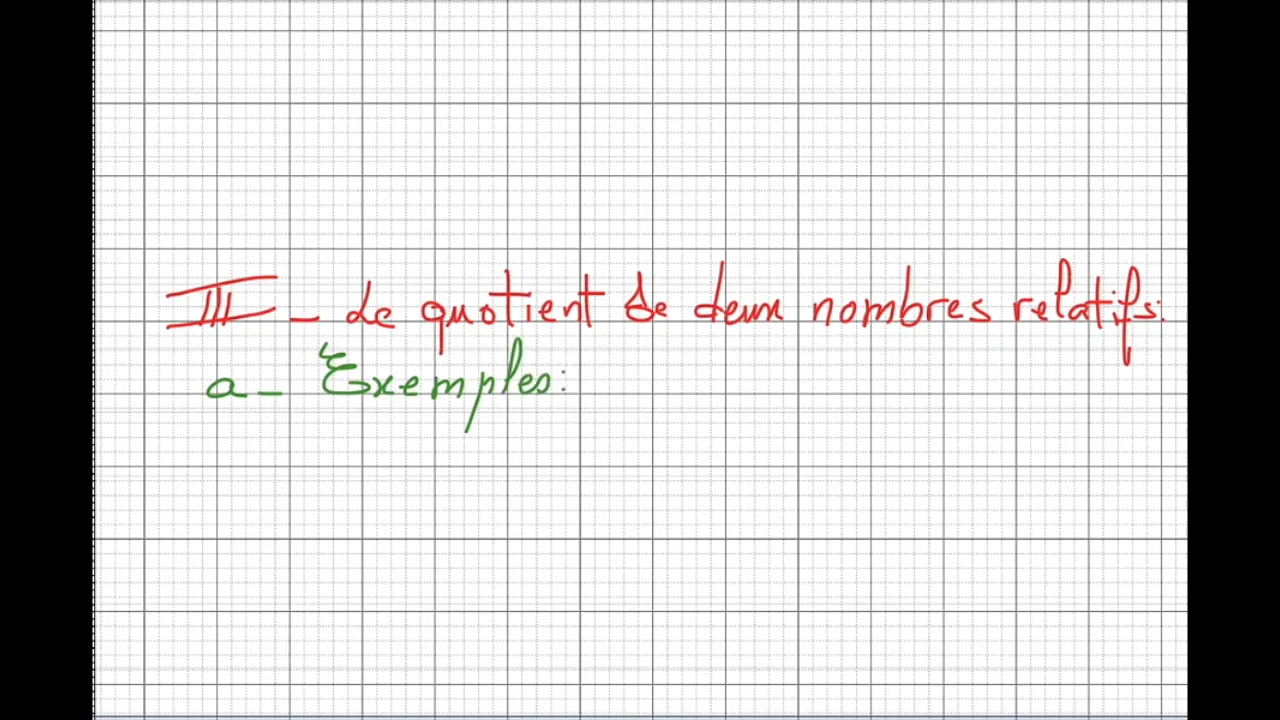 III - Le quotient de deux nombres relatifs:
a - Exemples: